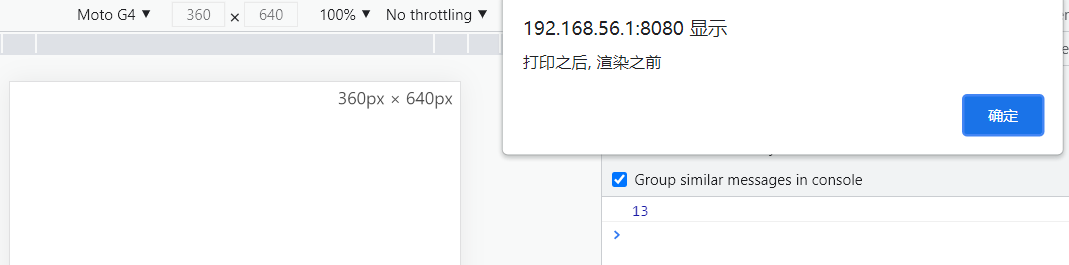 Moto G4 ▼ 360 × 640 100% ▼ No throttling ▼
360px × 640px
192.168.56.1:8080 显示
打印之后, 渲染之前
确定
Group similar messages in console
13
>